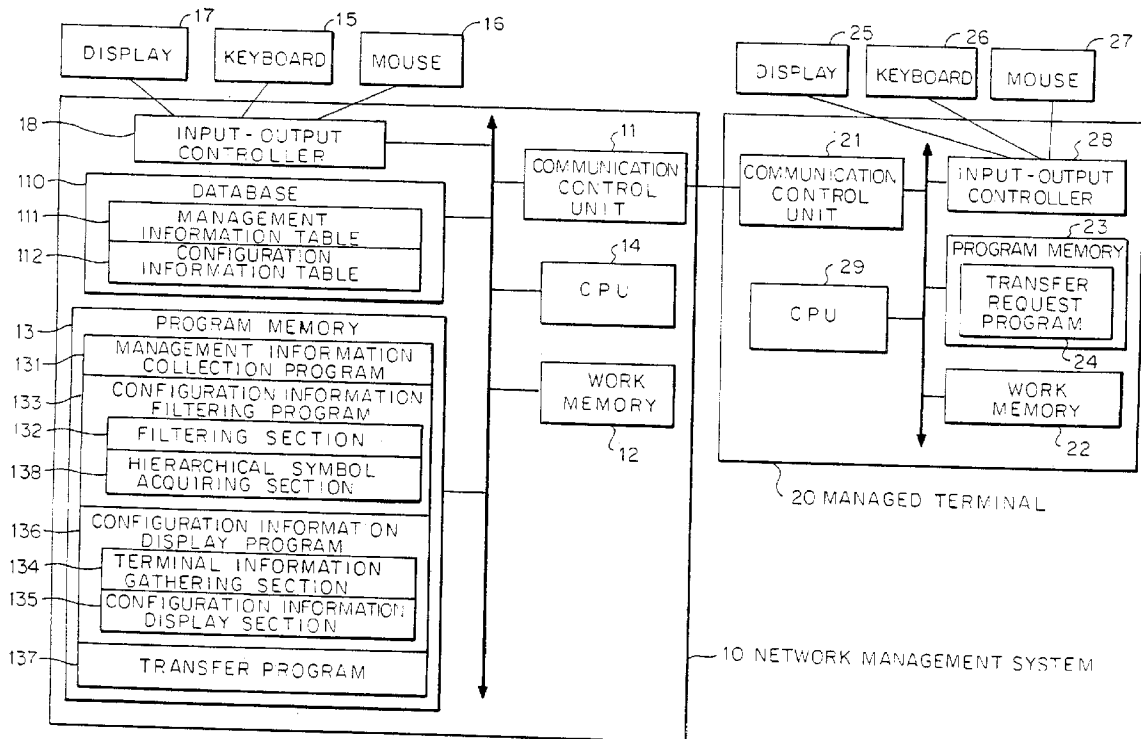 17
DISPLAY
15
KEYBOARD
16
MOUSE
18
INPUT-OUTPUT
CONTROLLER
110
DATABASE
111
MANAGEMENT
INFORMATION TABLE
112
CONFIGURATION
INFORMATION TABLE
13
PROGRAM MEMORY
131
MANAGEMENT INFORMATION
COLLECTION PROGRAM
133
CONFIGURATION INFORMATION
FILTERING PROGRAM
132
FILTERING SECTION
138
HIERARCHICAL SYMBOL
ACQUIRING SECTION
136
CONFIGURATION INFORMATION
DISPLAY PROGRAM
134
TERMINAL INFORMATION
GATHERING SECTION
135
CONFIGURATION INFORMATION
DISPLAY SECTION
137
TRANSFER PROGRAM
11
COMMUNICATION
CONTROL
UNIT
14
CPU
WORK
MEMORY
12
10 NETWORK MANAGEMENT SYSTEM
25
DISPLAY
26
KEYBOARD
27
MOUSE
21
COMMUNICATION
CONTROL
UNIT
28
INPUT-OUTPUT
CONTROLLER
29
CPU
23
PROGRAM MEMORY
TRANSFER
REQUEST
PROGRAM
24
WORK
MEMORY
22
20 MANAGED TERMINAL